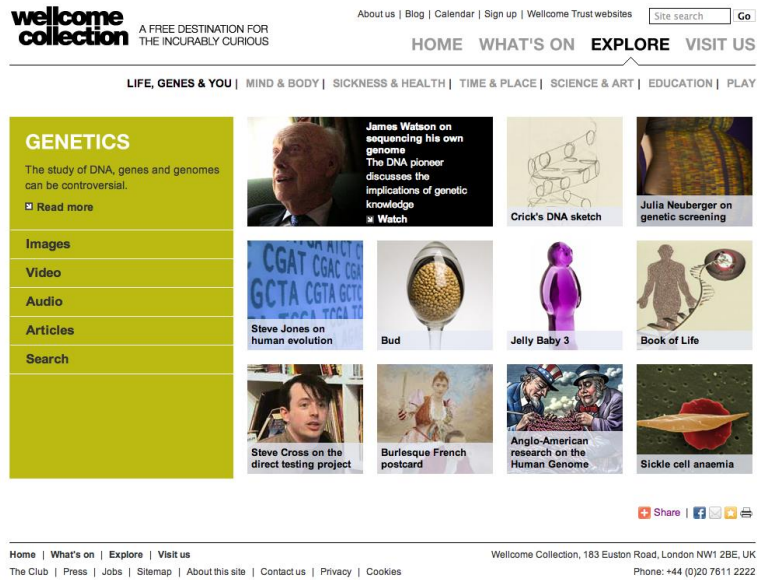 wellcome
collection
A FREE DESTINATION FOR
THE INCURABLY CURIOUS
About us | Blog | Calendar | Sign up | Wellcome Trust websites
Site search
Go
HOME WHAT'S ON EXPLORE VISIT US
LIFE, GENES & YOU | MIND & BODY | SICKNESS & HEALTH | TIME & PLACE | SCIENCE & ART | EDUCATION | PLAY
GENETICS
The study of DNA, genes and genomes
can be controversial.
Read more
Images
Video
Audio
Articles
Search
James Watson on
sequencing his own
genome
The DNA pioneer
discusses the
implications of genetic
knowledge
Watch
Crick's DNA sketch
Julia Neuberger on
genetic screening
CGAT CGAC CGA
GCTA CGTA GCTC
Steve Jones on
human evolution
Bud
Jelly Baby 3
Book of Life
Steve Cross on the
direct testing project
Burlesque French
postcard
Anglo-American
research on the
Human Genome
Sickle cell anaemia
Share |
Home | What's on | Explore | Visit us
The Club | Press | Jobs | Sitemap | About this site | Contact us | Privacy | Cookies
Wellcome Collection, 183 Euston Road, London NW1 2BE, UK
Phone: +44 (0)20 7611 2222